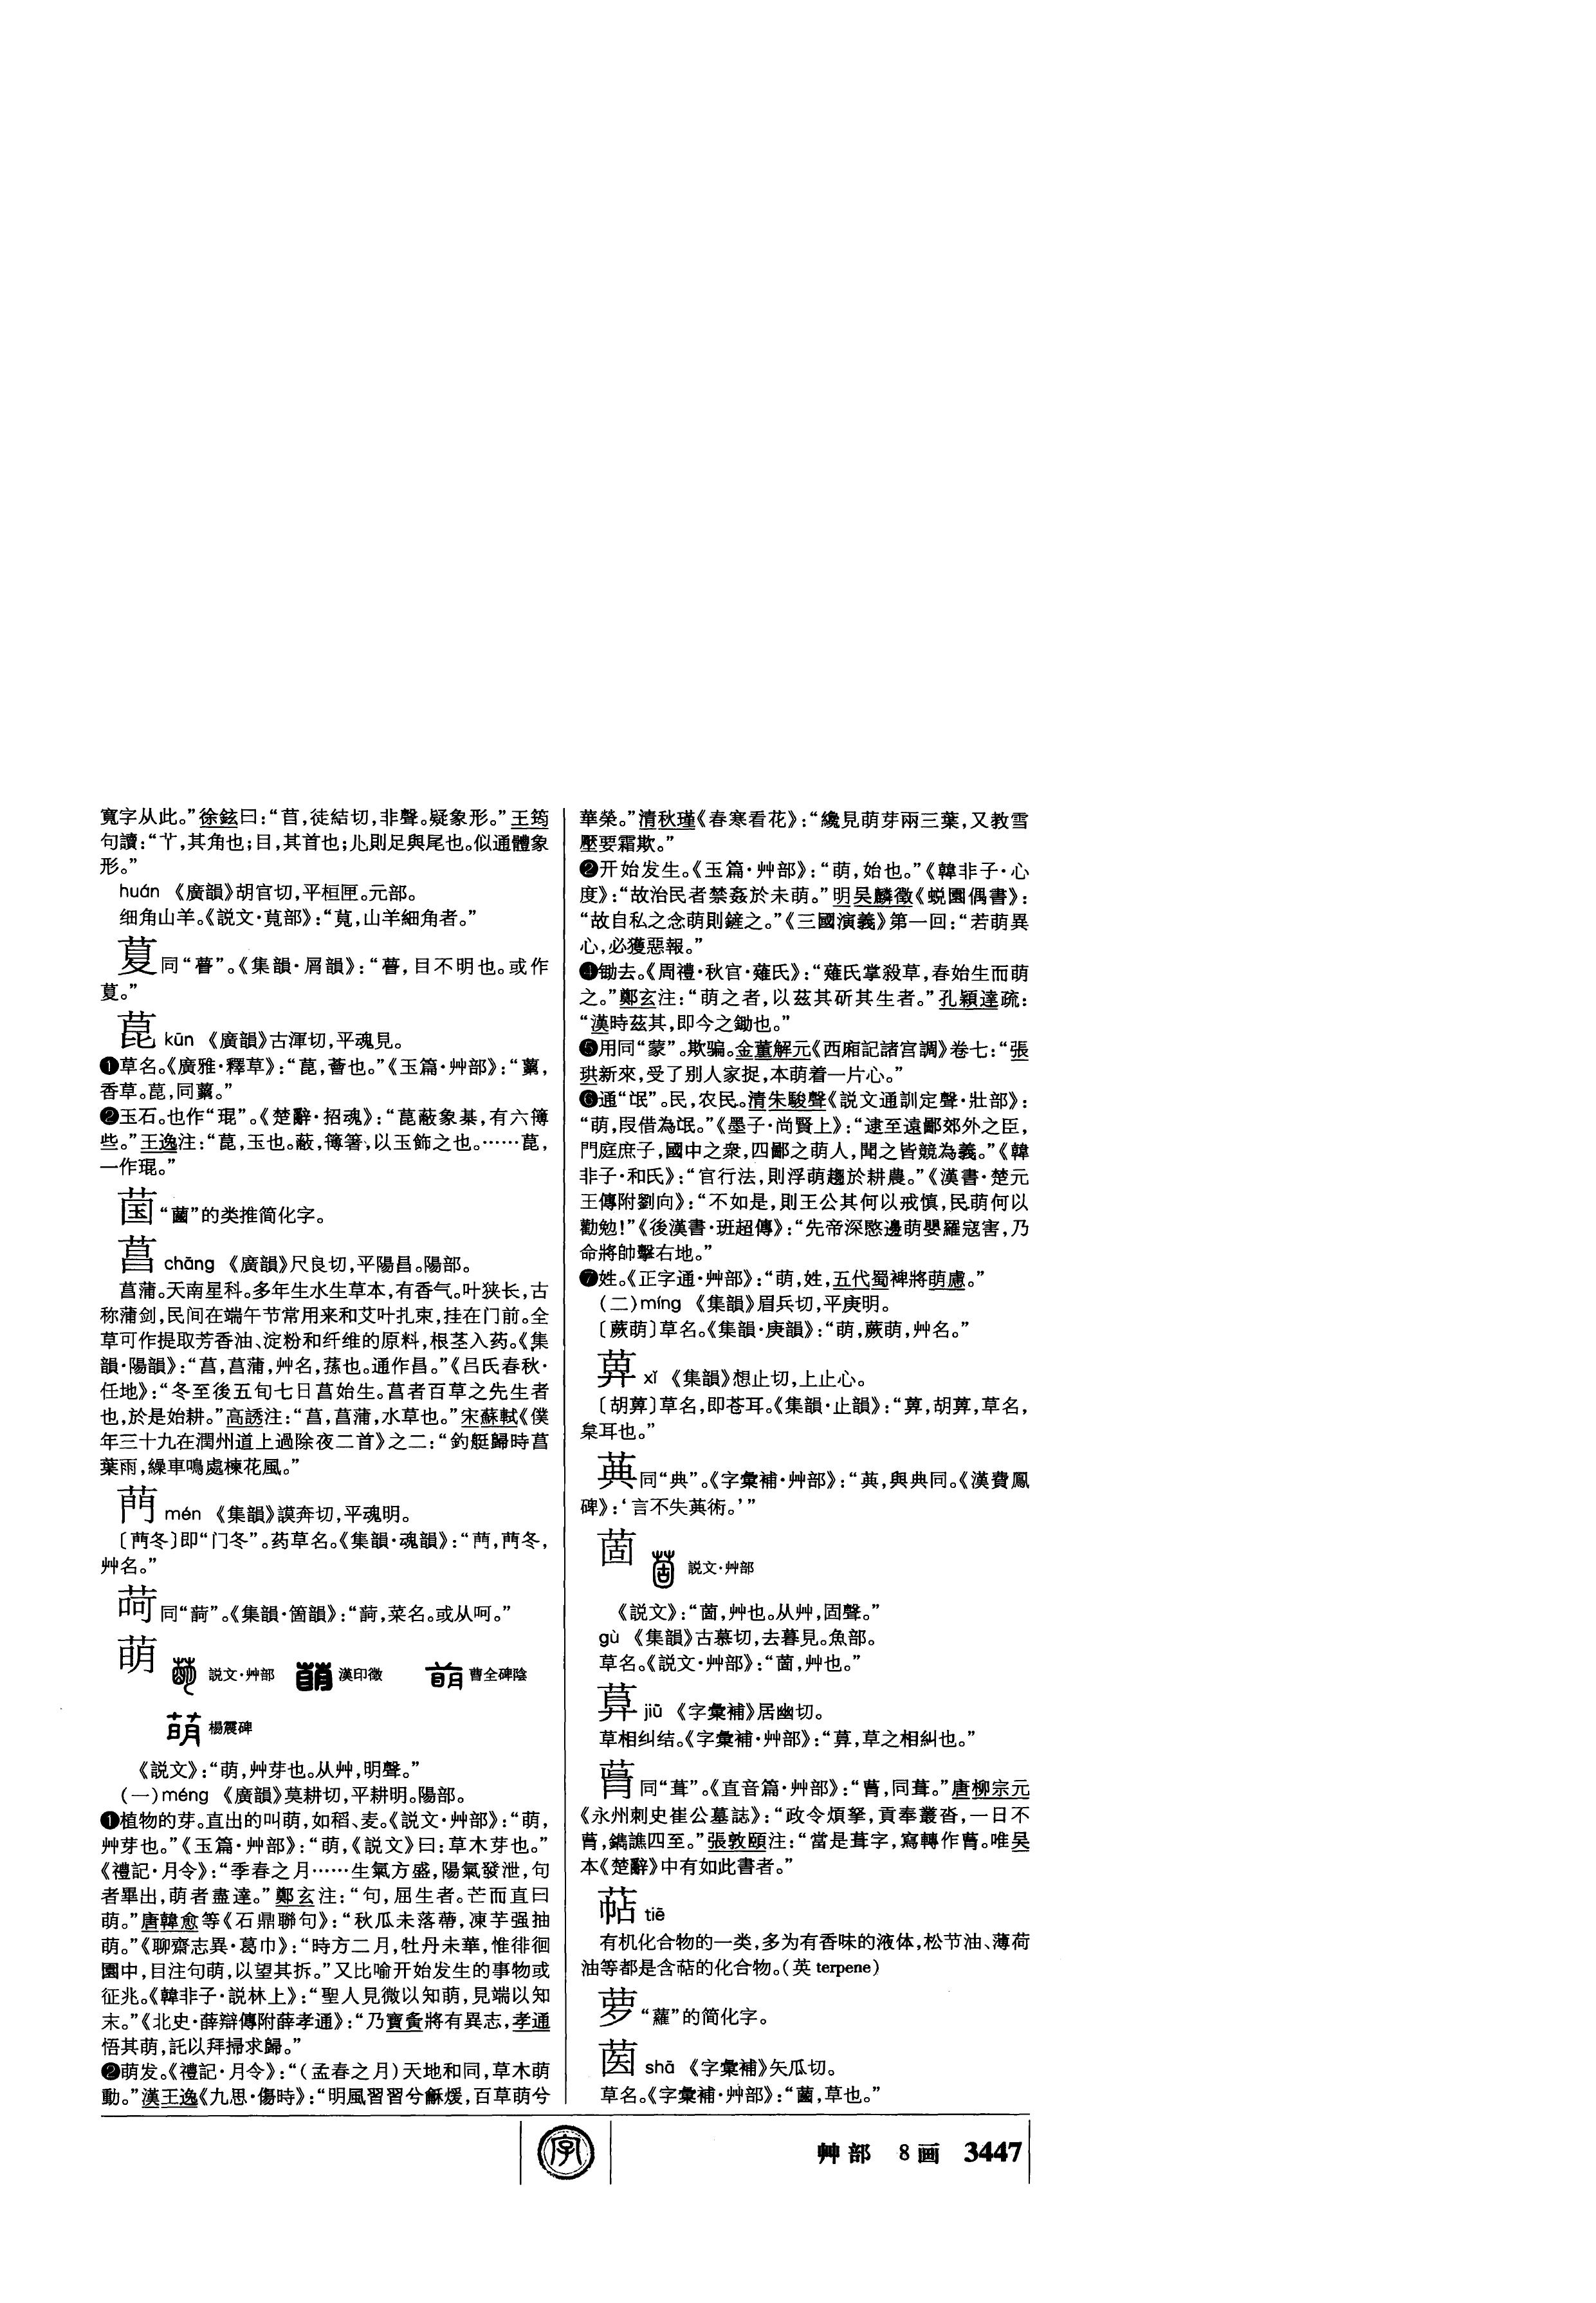 寬字从此。”徐鉉曰：“苜，徒結切，非聲。疑象形。”王筠
句讀：“丫，其角也；目，其首也；儿則足與尾也。似通體象
形。”
huán 《廣韻》胡官切，平桓匣。元部。
细角山羊。《説文·萈部》：“萈，山羊細角者。”
同“瞢”。《集韻·屑韻》：“瞢，目不明也。或作
菮。”
菎 kūn 《廣韻》古渾切，平魂見。
❶草名。《廣雅·釋草》：“菎，薔也。”《玉篇·艸部》：“蘪，
香草。菎，同蘪。”
❷玉石。也作“琨”。《楚辭·招魂》：“菎蔽象棊，有六簙
些。”王逸注：“菎，玉也。蔽，簙箸，以玉飾之也。……菎，
一作琨。”
“蔮”的类推简化字。
菖 chāng 《廣韻》尺良切，平陽昌。陽部。
菖蒲。天南星科。多年生水生草本，有香气。叶狭长，古
称蒲剑，民间在端午节常用来和艾叶扎束，挂在门前。全
草可作提取芳香油、淀粉和纤维的原料，根茎入药。《集
韻·陽韻》：“菖，菖蒲，艸名，蓀也。通作昌。”《吕氏春秋·
任地》：“冬至後五旬七日菖始生。菖者百草之先生者
也，於是始耕。”高誘注：“菖，菖蒲，水草也。”宋蘇軾《僕
年三十九在潤州道上過除夜二首》之二：“釣艇歸時菖
葉雨，繰車鳴處楝花風。”
菛 mén 《集韻》謨奔切，平魂明。
〔菛冬〕即“门冬”。药草名。《集韻·魂韻》：“菛，菛冬，
艸名。”
同“萪”。《集韻·箇韻》：“萪，菜名。或从呵。”
萌 説文·艸部 漢印徵 曹全碑陰
楊震碑
《説文》：“萌，艸芽也。从艸，明聲。”
（一）méng 《廣韻》莫耕切，平耕明。陽部。
❶植物的芽。直出的叫萌，如稻、麦。《説文·艸部》：“萌，
艸芽也。”《玉篇·艸部》：“萌，《説文》曰：草木芽也。”
《禮記·月令》：“季春之月……生氣方盛，陽氣發泄，句
者畢出，萌者盡達。”鄭玄注：“句，屈生者。芒而直曰
萌。”唐韓愈等《石鼎聯句》：“秋瓜未落蔕，凍芋强抽
萌。”《聊齋志異·葛巾》：“時方二月，牡丹未華，惟徘徊
園中，目注句萌，以望其拆。”又比喻开始发生的事物或
征兆。《韓非子·説林上》：“聖人見微以知萌，見端以知
末。”《北史·薛辯傳附薛孝通》：“乃寶夤將有異志，孝通
悟其萌，託以拜掃求歸。”
❷萌发。《禮記·月令》：“（孟春之月）天地和同，草木萌
動。”漢王逸《九思·傷時》：“明風習習兮龢煖，百草萌兮
華榮。”清秋瑾《春寒看花》：“纔見萌芽兩三葉，又教雪
壓要霜欺。”
❷开始发生。《玉篇·艸部》：“萌，始也。”《韓非子·心
度》：“故治民者禁姦於未萌。”明吴麟徵《蜕園偶書》：
“故自私之念萌則鏟之。”《三國演義》第一回：“若萌異
心，必獲惡報。”
❹锄去。《周禮·秋官·薙氏》：“薙氏掌殺草，春始生而萌
之。”鄭玄注：“萌之者，以兹其斫其生者。”孔穎達疏：
“漢時兹其，即今之鋤也。”
❺用同“蒙”。欺骗。金董解元《西廂記諸宫調》卷七：“張
珙新來，受了别人家捉，本萌着一片心。”
❻通“氓”。民，农民。清朱駿聲《説文通訓定聲·壯部》：
“萌，叚借為氓。”《墨子·尚賢上》：“逮至遠鄙郊外之臣，
門庭庶子，國中之衆，四鄙之萌人，聞之皆競為義。”《韓
非子·和氏》：“官行法，則浮萌趨於耕農。”《漢書·楚元
王傳附劉向》：“不如是，則王公其何以戒慎，民萌何以
勸勉！”《後漢書·班超傳》：“先帝深愍邊萌嬰羅寇害，乃
命將帥擊右地。”
❼姓。《正字通·艸部》：“萌，姓，五代蜀裨將萌慮。”
（二）míng 《集韻》眉兵切，平庚明。
〔蕨萌〕草名。《集韻·庚韻》：“萌，蕨萌，艸名。”
xǐ 《集韻》想止切，上止心。
〔胡葈〕草名，即苍耳。《集韻·止韻》：“葈，胡葈，草名，
枲耳也。”
同“典”。《字彙補·艸部》：“䓌，與典同。《漢費鳳
碑》：‘言不失䓌術。’”
菌 説文·艸部
《説文》：“䓢，艸也。从艸，固聲。”
gù 《集韻》古慕切，去暮見。魚部。
草名。《説文·艸部》：“䓢，艸也。”
jiū 《字彙補》居幽切。
草相纠结。《字彙補·艸部》：“萛，草之相糾也。”
同“葺”。《直音篇·艸部》：“菺，同葺。”唐柳宗元
《永州刺史崔公墓誌》：“政令煩拏，貢奉叢沓，一日不
菺，鐫譙四至。”張敦頤注：“當是葺字，寫轉作菺。唯吴
本《楚辭》中有如此書者。”
萜 tiē
有机化合物的一类，多为有香味的液体，松节油、薄荷
油等都是含萜的化合物。（英 terpene）
萝 “蘿”的简化字。
shā 《字彙補》矢瓜切。
草名。《字彙補·艸部》：“菌，草也。”
字
艸部 8画 3447